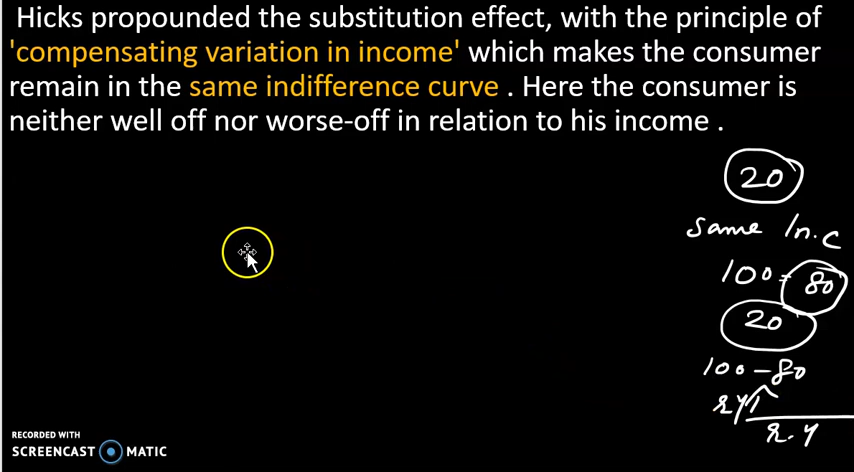 Hicks propounded the substitution effect, with the principle of
'compensating variation in income' which makes the consumer
remain in the same indifference curve . Here the consumer is
neither well off nor worse-off in relation to his income .
20
Same In.C
100 - 80
20
100-80
R.Y
RECORDED WITH
SCREENCAST MATIC